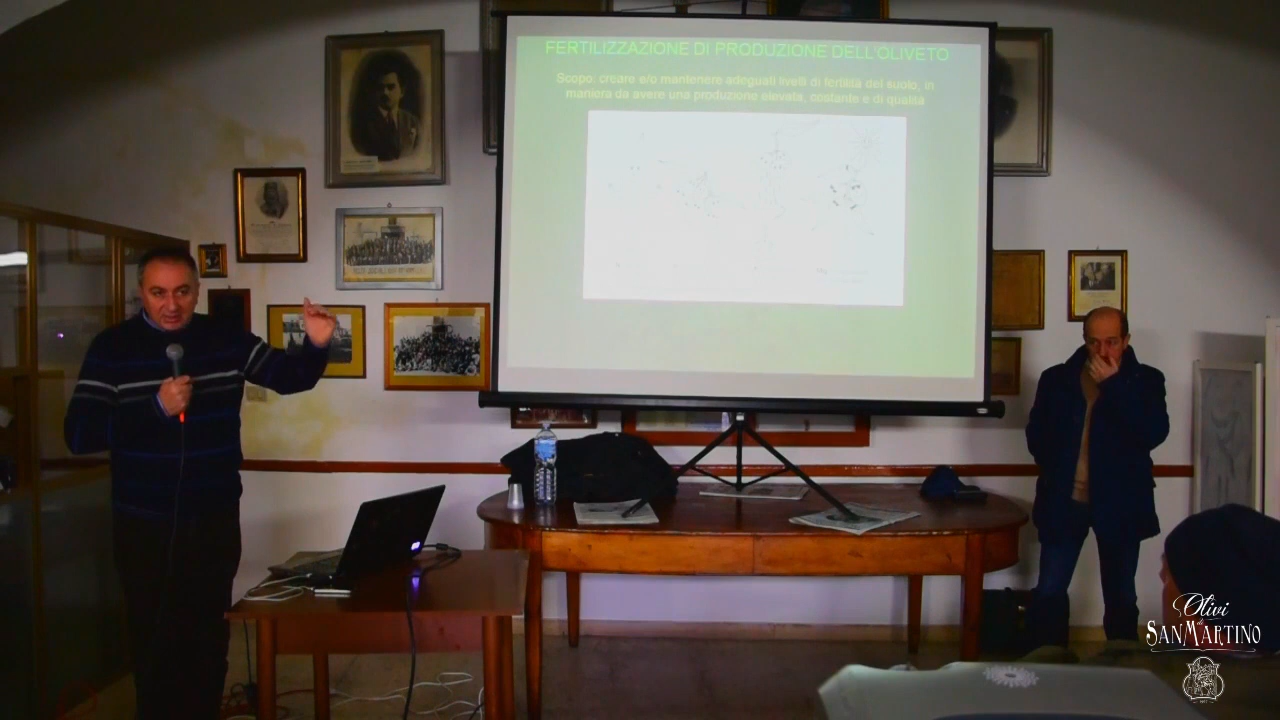 FERTILIZZAZIONE DI PRODUZIONE DELL'OLIVETO
Scopo: creare e/o mantenere adeguati livelli di fertilità del suolo, in
maniera da avere una produzione elevata, costante e di qualità
Olivi
di
SANMARTINO